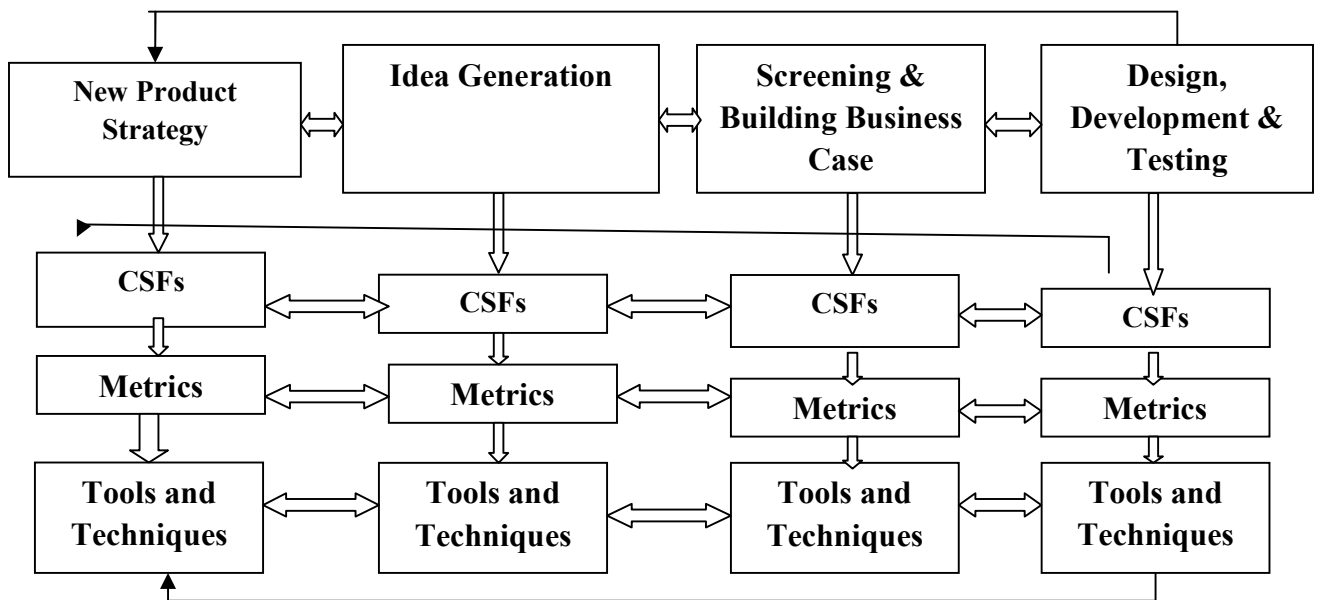 New Product
Strategy
Idea Generation
Screening &
Building Business
Case
Design,
Development &
Testing
CSFs
CSFs
CSFs
CSFs
Metrics
Metrics
Metrics
Metrics
Tools and
Techniques
Tools and
Techniques
Tools and
Techniques
Tools and
Techniques